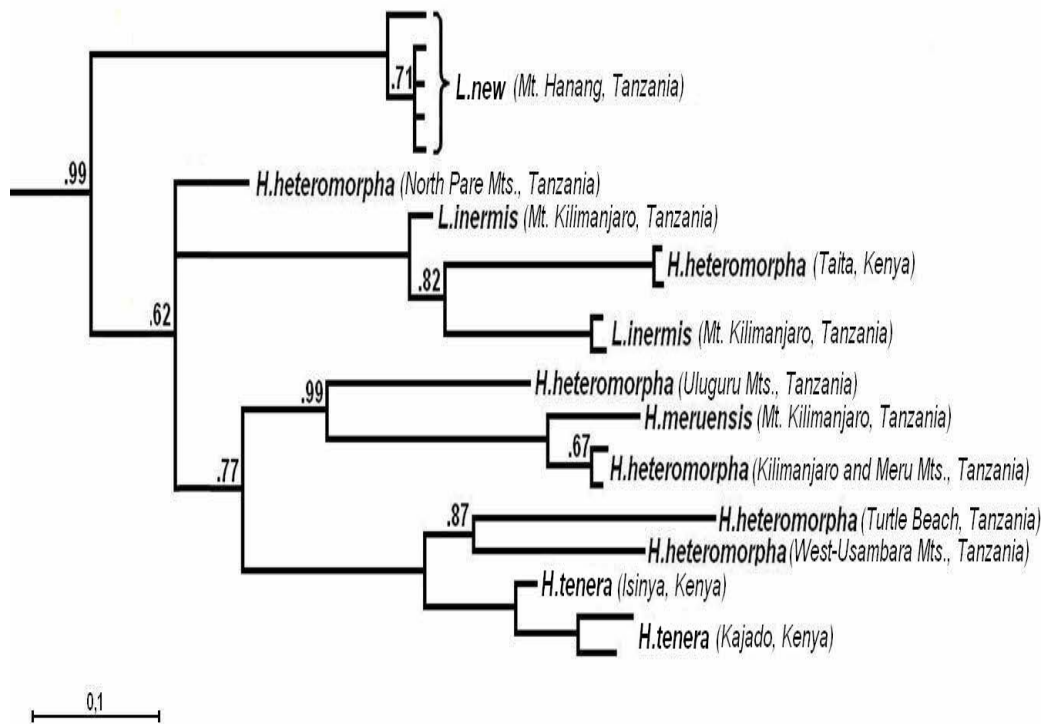 .71
L.new (Mt. Hanang, Tanzania)
.99
H.heteromorpha (North Pare Mts., Tanzania)
L.inermis (Mt. Kilimanjaro, Tanzania)
H.heteromorpha (Taita, Kenya)
.82
.62
L.inermis (Mt. Kilimanjaro, Tanzania)
H.heteromorpha (Uluguru Mts., Tanzania)
.99
H.meruensis (Mt. Kilimanjaro, Tanzania)
.67
.77
H.heteromorpha (Kilimanjaro and Meru Mts., Tanzania)
.87
H.heteromorpha (Turtle Beach, Tanzania)
H.heteromorpha (West-Usambara Mts., Tanzania)
H.tenera (Isinya, Kenya)
H.tenera (Kajado, Kenya)
0,1